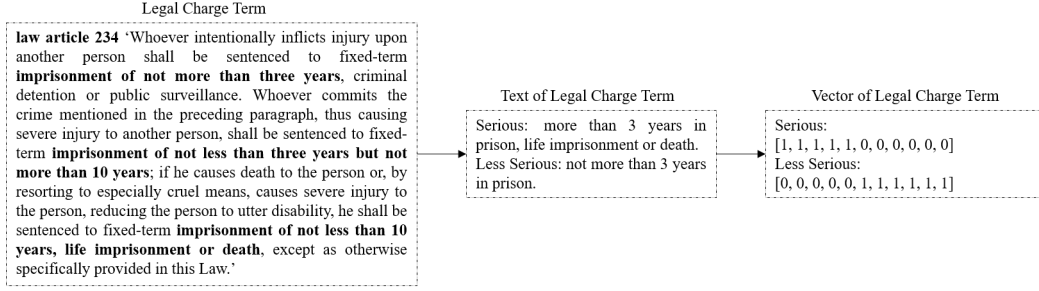 Legal Charge Term
law article 234 ‘Whoever intentionally inflicts injury upon
another person shall be sentenced to fixed-term
imprisonment of not more than three years, criminal
detention or public surveillance. Whoever commits the
crime mentioned in the preceding paragraph, thus causing
severe injury to another person, shall be sentenced to fixed-
term imprisonment of not less than three years but not
more than 10 years; if he causes death to the person or, by
resorting to especially cruel means, causes severe injury to
the person, reducing the person to utter disability, he shall be
sentenced to fixed-term imprisonment of not less than 10
years, life imprisonment or death, except as otherwise
specifically provided in this Law.’
Text of Legal Charge Term
Serious: more than 3 years in
prison, life imprisonment or death.
Less Serious: not more than 3 years
in prison.
Vector of Legal Charge Term
Serious:
[1, 1, 1, 1, 1, 0, 0, 0, 0, 0, 0]
Less Serious:
[0, 0, 0, 0, 0, 1, 1, 1, 1, 1, 1]